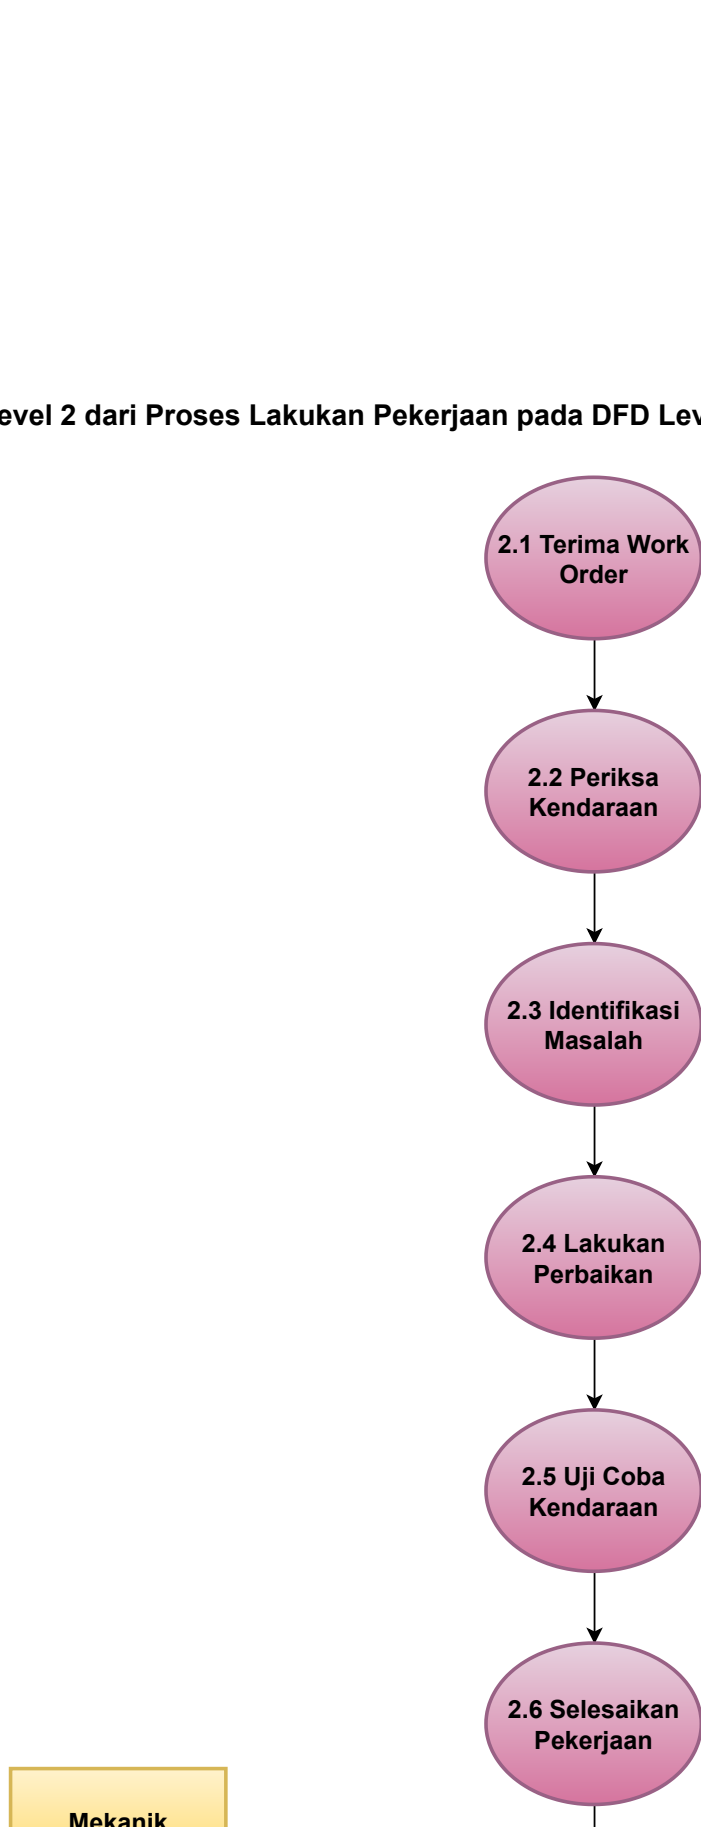 evel 2 dari Proses Lakukan Pekerjaan pada DFD Lev
2.1 Terima Work
Order
2.2 Periksa
Kendaraan
2.3 Identifikasi
Masalah
2.4 Lakukan
Perbaikan
2.5 Uji Coba
Kendaraan
2.6 Selesaikan
Pekerjaan
Mekanik